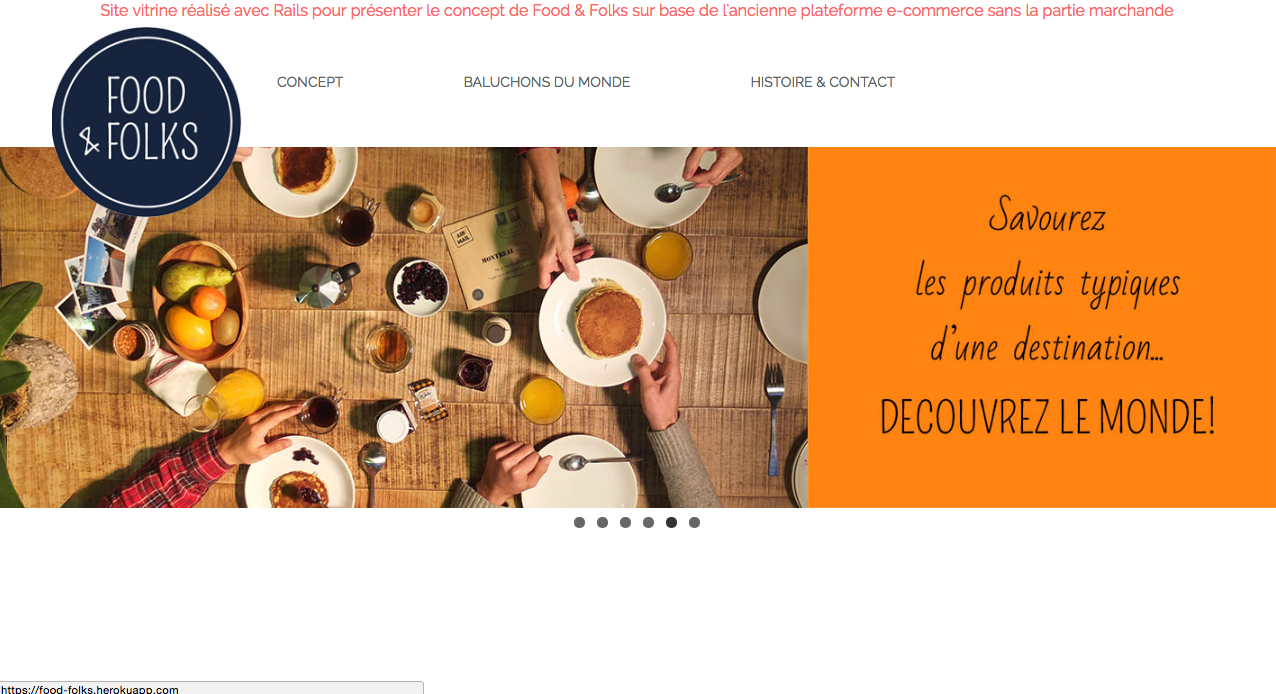 Site vitrine réalisé avec Rails pour présenter le concept de Food & Folks sur base de l'ancienne plateforme e-commerce sans la partie marchande
FOOD
& FOLKS
CONCEPT
BALUCHONS DU MONDE
HISTOIRE & CONTACT
AIR
MAIL
MONTREAL
Savourez
les produits typiques
d'une destination...
DECOUVREZ LE MONDE!
https://food-folks.herokuapp.com